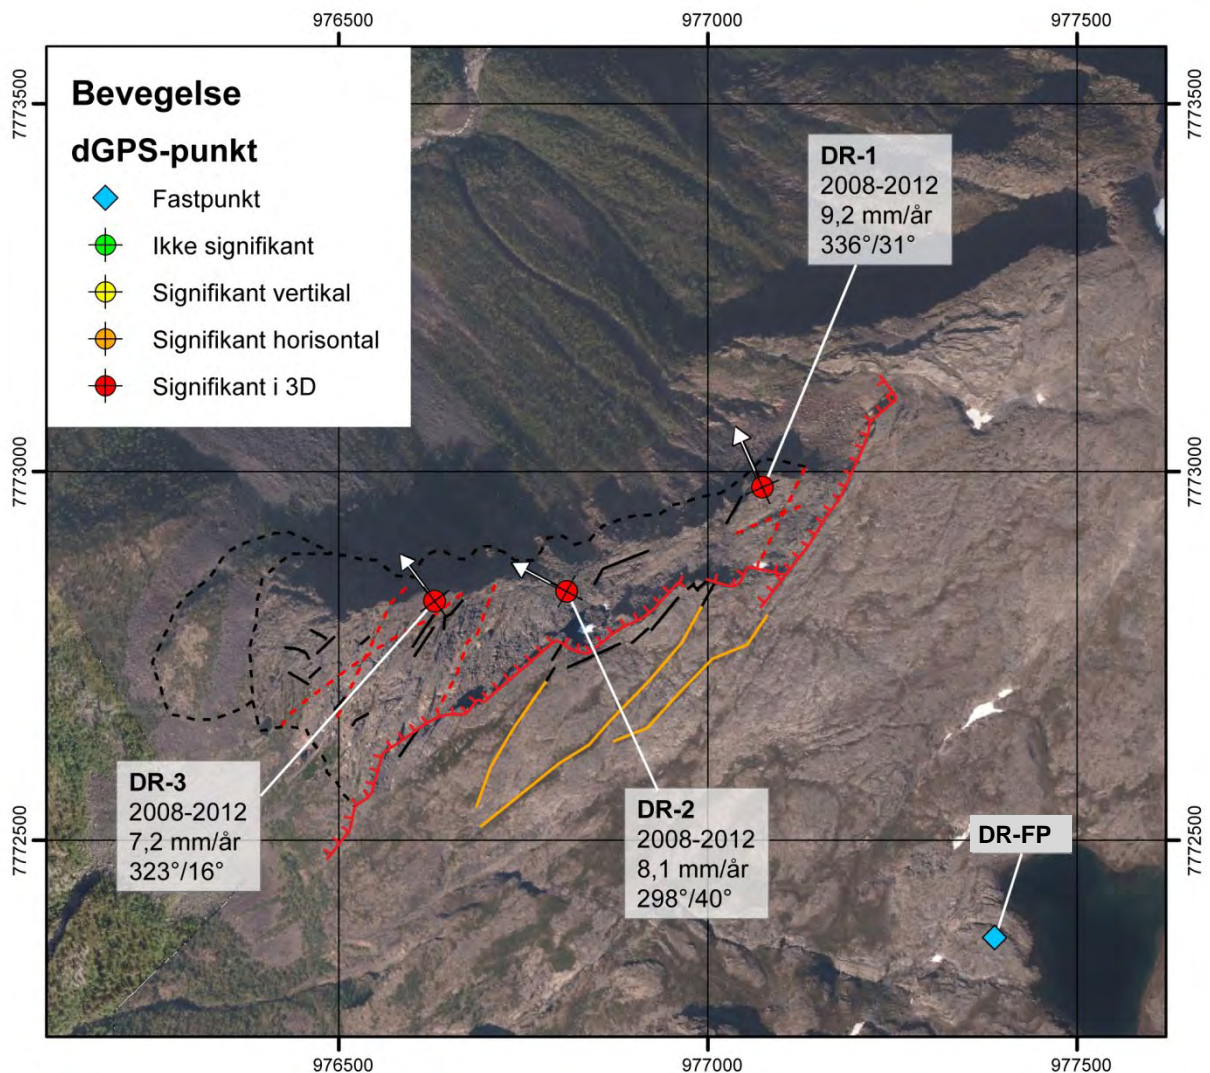 976500
977000
977500
7773500
7773500
Bevegelse
dGPS-punkt
Fastpunkt
Ikke signifikant
Signifikant vertikal
Signifikant horisontal
Signifikant i 3D
DR-1
2008-2012
9,2 mm/år
336°/31°
7773000
7773000
DR-3
2008-2012
7,2 mm/år
323°/16°
DR-2
2008-2012
8,1 mm/år
298°/40°
DR-FP
7772500
7772500
976500
977000
977500